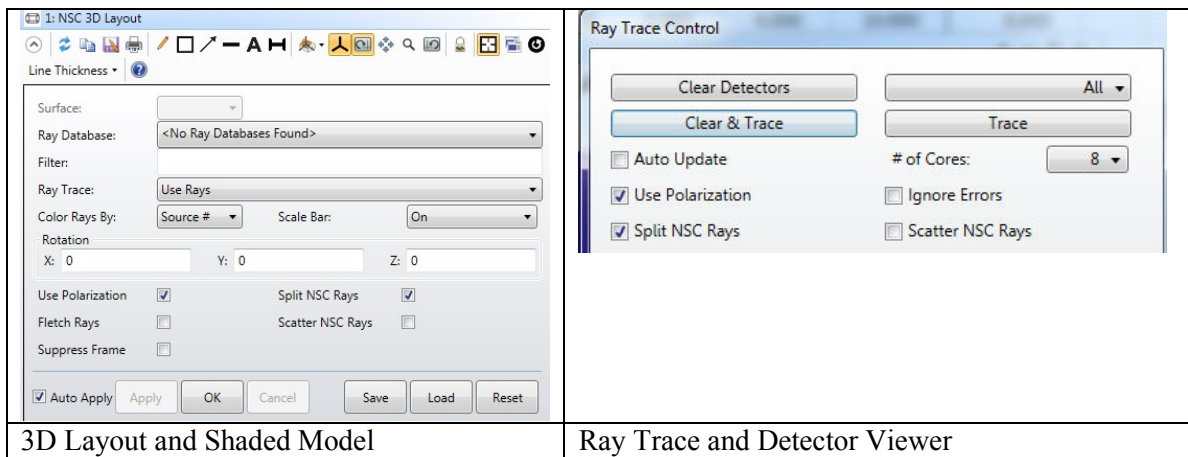 1: NSC 3D Layout
A
Line Thickness
Surface:
Ray Database: <No Ray Databases Found>
Filter:
Ray Trace: Use Rays
Color Rays By: Source # Scale Bar: On
Rotation
X: 0 Y: 0 Z: 0
Use Polarization Split NSC Rays
Fletch Rays Scatter NSC Rays
Suppress Frame
Auto Apply Apply OK Cancel Save Load Reset
3D Layout and Shaded Model
Ray Trace Control
Clear Detectors All
Clear & Trace Trace
Auto Update # of Cores: 8
Use Polarization Ignore Errors
Split NSC Rays Scatter NSC Rays
Ray Trace and Detector Viewer